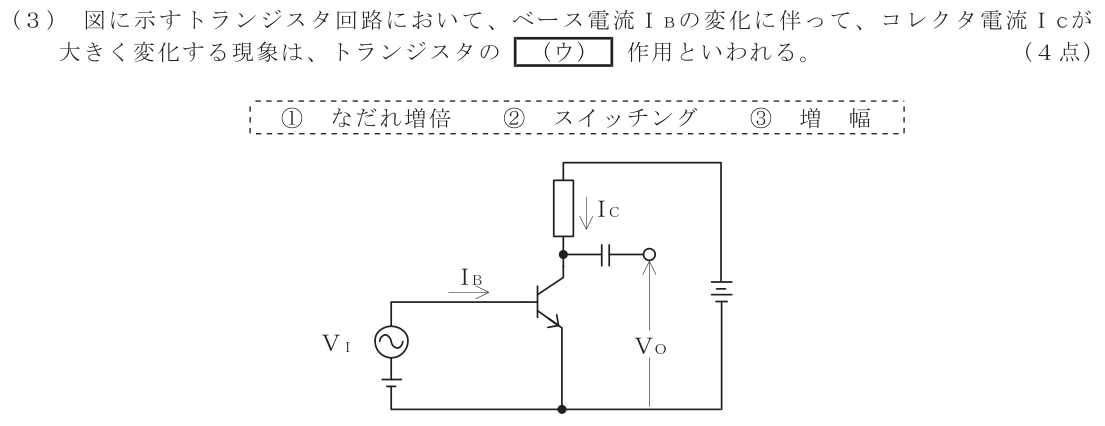 (3) 図に示すトランジスタ回路において、ベース電流IBの変化に伴って、コレクタ電流ICが
大きく変化する現象は、トランジスタの (ウ) 作用といわれる。 (4点)
① なだれ増倍 ② スイッチング ③ 増 幅
IC
IB
VI
VO